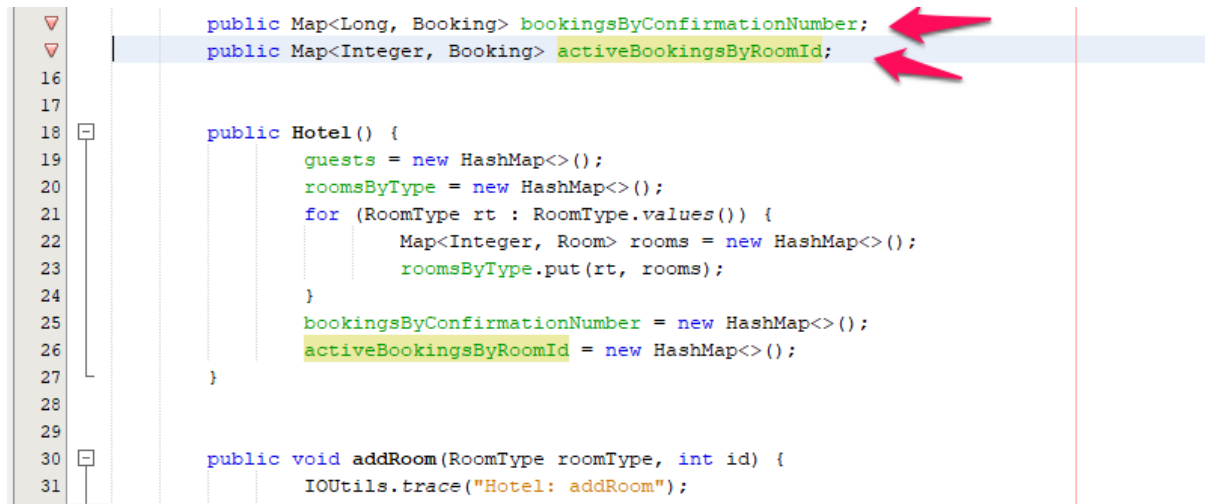 public Map<Long, Booking> bookingsByConfirmationNumber;
public Map<Integer, Booking> activeBookingsByRoomId;
16
17
18 public Hotel() {
19 guests = new HashMap<>();
20 roomsByType = new HashMap<>();
21 for (RoomType rt : RoomType.values()) {
22 Map<Integer, Room> rooms = new HashMap<>();
23 roomsByType.put(rt, rooms);
24 }
25 bookingsByConfirmationNumber = new HashMap<>();
26 activeBookingsByRoomId = new HashMap<>();
27 }
28
29
30 public void addRoom(RoomType roomType, int id) {
31 IOUtils.trace("Hotel: addRoom");